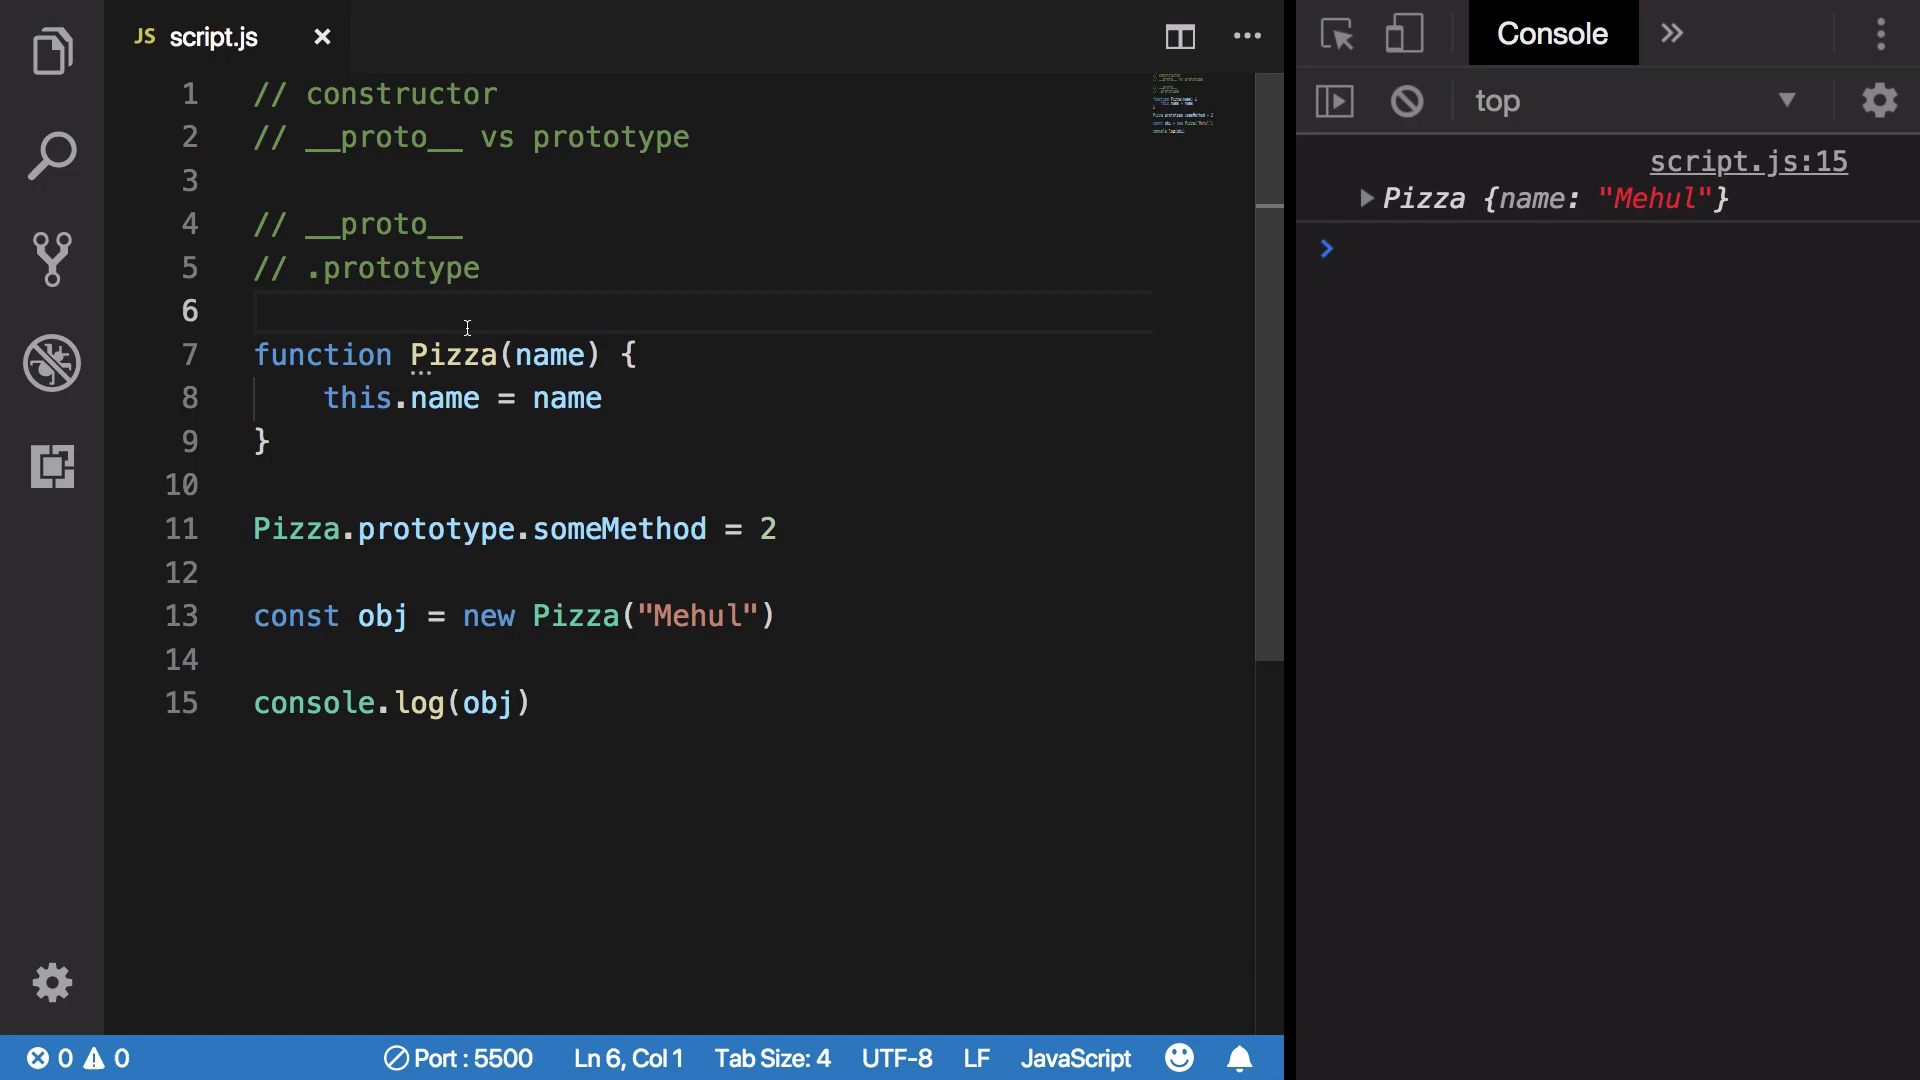 JS script.js
1 // constructor
2 // __proto__ vs prototype
3
4 // __proto__
5 // .prototype
6
7 function Pizza(name) {
8 this.name = name
9 }
10
11 Pizza.prototype.someMethod = 2
12
13 const obj = new Pizza("Mehul")
14
15 console.log(obj)
0 0 Port : 5500 Ln 6, Col 1 Tab Size: 4 UTF-8 LF JavaScript
Console
top
script.js:15
Pizza {name: "Mehul"}